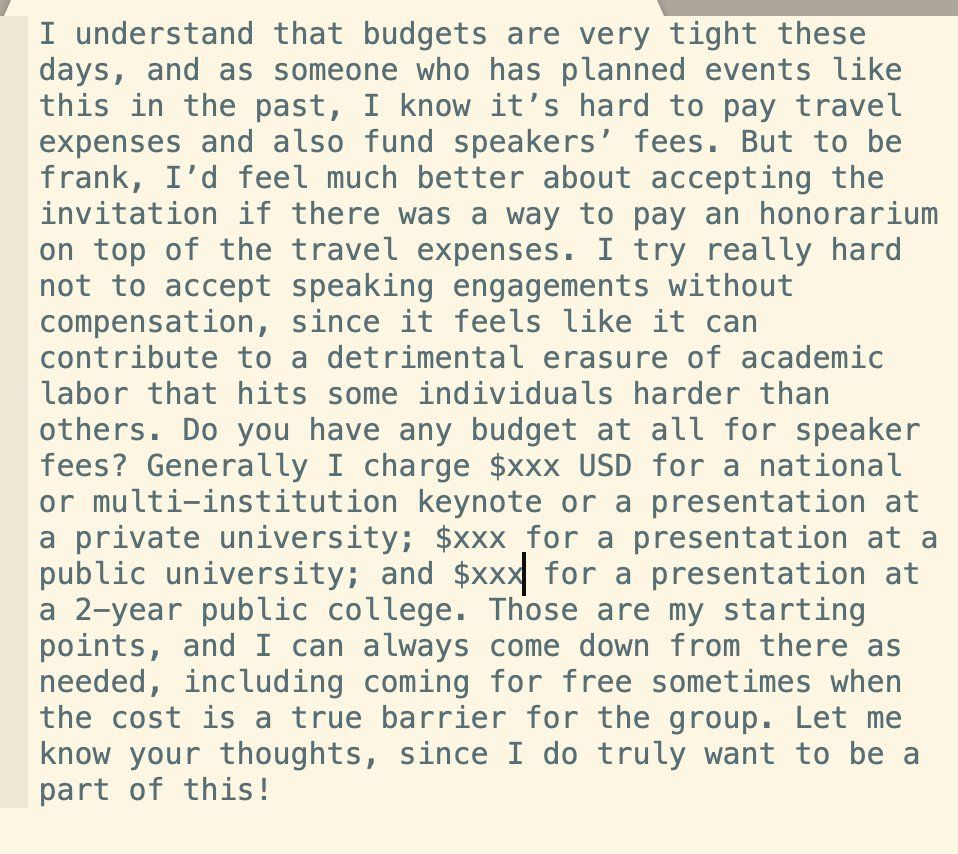 I understand that budgets are very tight these
days, and as someone who has planned events like
this in the past, I know it’s hard to pay travel
expenses and also fund speakers’ fees. But to be
frank, I’d feel much better about accepting the
invitation if there was a way to pay an honorarium
on top of the travel expenses. I try really hard
not to accept speaking engagements without
compensation, since it feels like it can
contribute to a detrimental erasure of academic
labor that hits some individuals harder than
others. Do you have any budget at all for speaker
fees? Generally I charge $xxx USD for a national
or multi-institution keynote or a presentation at
a private university; $xxx for a presentation at a
public university; and $xxx for a presentation at
a 2-year public college. Those are my starting
points, and I can always come down from there as
needed, including coming for free sometimes when
the cost is a true barrier for the group. Let me
know your thoughts, since I do truly want to be a
part of this!